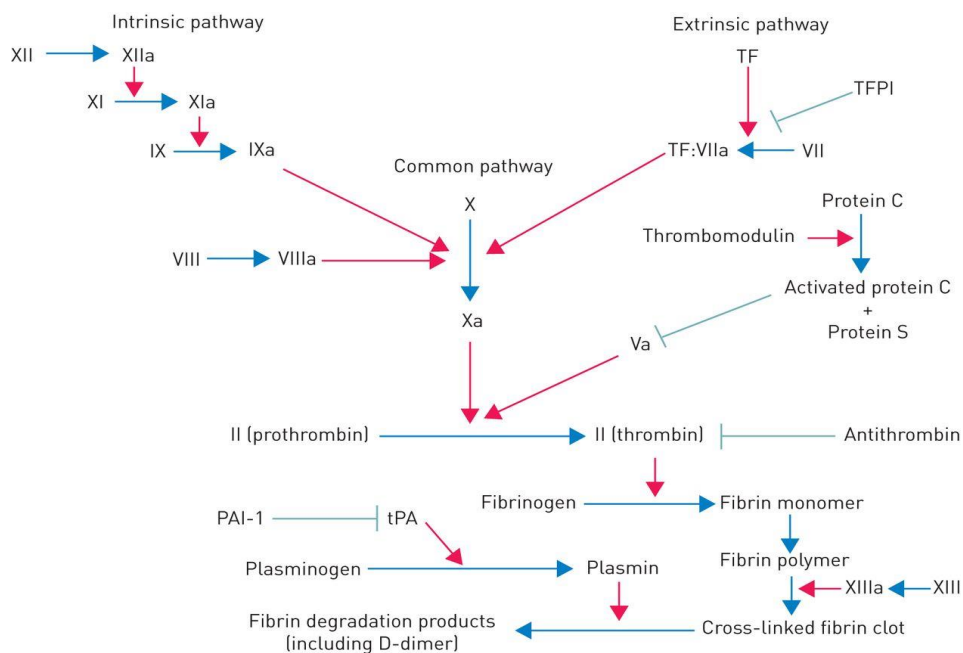 Intrinsic pathway
Extrinsic pathway
XII
XIIa
TF
TFPI
XI
XIa
IX
IXa
TF:VIIa
VII
Common pathway
X
Protein C
Thrombomodulin
VIII
VIIIa
Activated protein C
+
Protein S
Xa
Va
II (prothrombin)
II (thrombin)
Antithrombin
Fibrinogen
Fibrin monomer
PAI-1
tPA
Plasminogen
Plasmin
Fibrin polymer
XIIIa
XIII
Fibrin degradation products
(including D-dimer)
Cross-linked fibrin clot